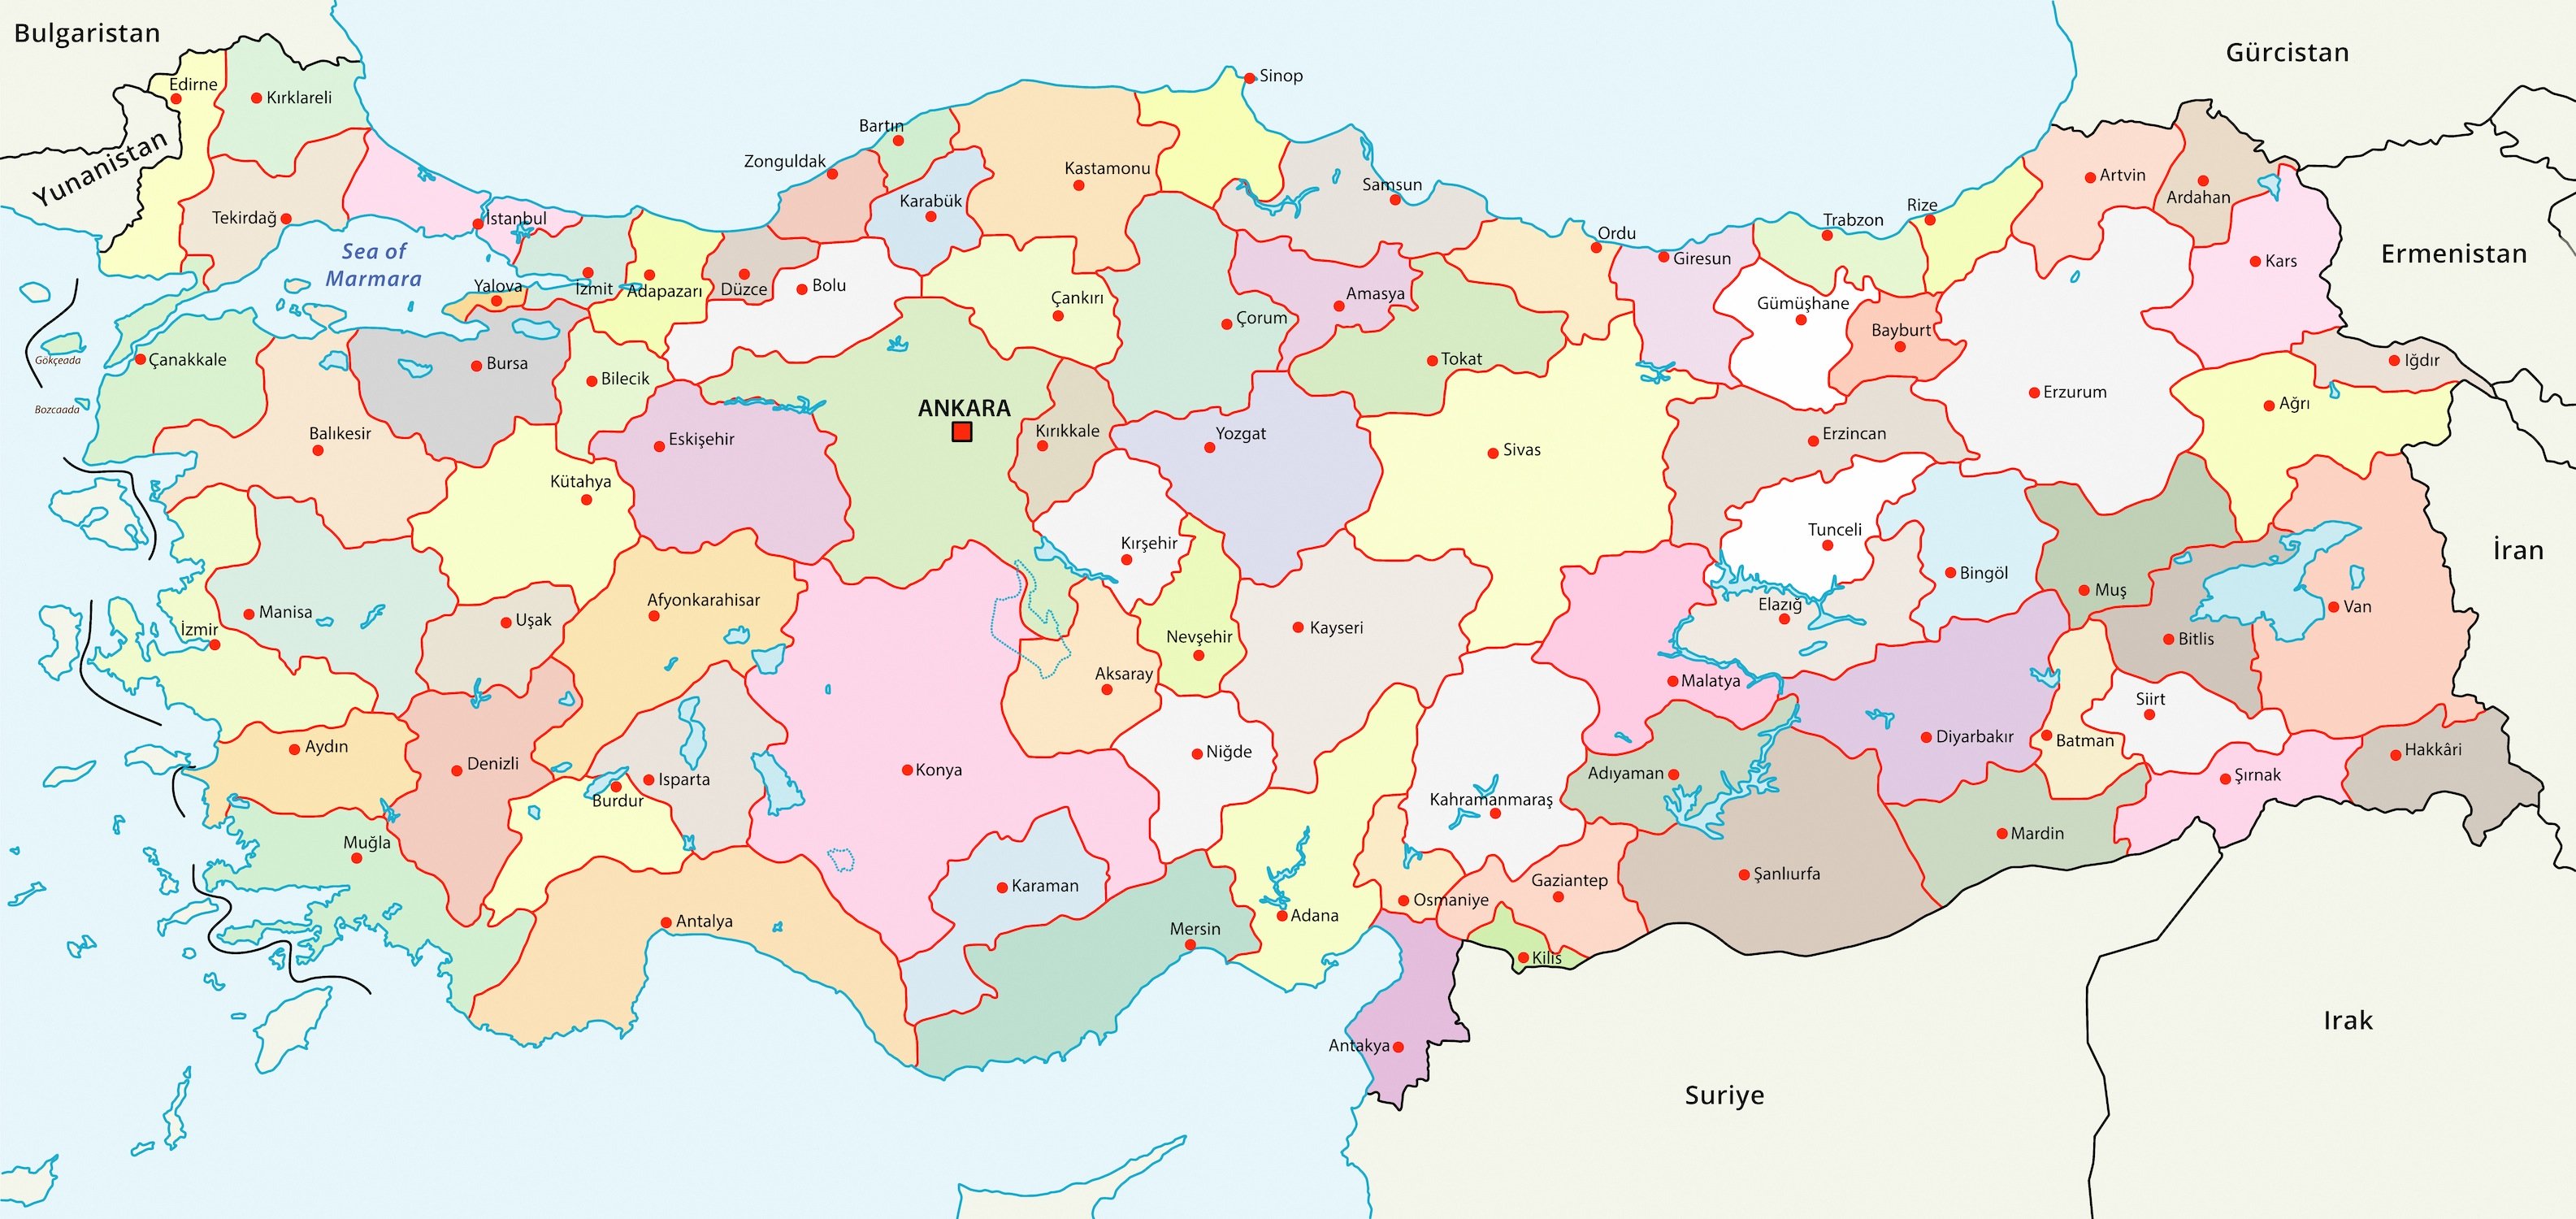 Bulgaristan
Gürcistan
Yunanistan
Ermenistan
İran
Irak
Suriye
Sea of
Marmara
Edirne
Kırklareli
Tekirdağ
İstanbul
Yalova
İzmit
Adapazarı
Düzce
Bolu
Zonguldak
Bartın
Karabük
Kastamonu
Sinop
Samsun
Çankırı
Çorum
Amasya
Tokat
Ordu
Giresun
Trabzon
Rize
Artvin
Ardahan
Kars
Iğdır
Ağrı
Gümüşhane
Bayburt
Erzurum
Erzincan
Gökçeada
Bozcaada
Çanakkale
Balıkesir
Bursa
Bilecik
Eskişehir
Kütahya
ANKARA
Kırıkkale
Yozgat
Sivas
Kırşehir
Nevşehir
Kayseri
Tunceli
Elazığ
Bingöl
Muş
Bitlis
Van
İzmir
Manisa
Uşak
Afyonkarahisar
Aksaray
Niğde
Konya
Malatya
Diyarbakır
Batman
Siirt
Şırnak
Hakkâri
Mardin
Aydın
Denizli
Burdur
Isparta
Muğla
Antalya
Karaman
Mersin
Adana
Osmaniye
Kahramanmaraş
Adıyaman
Gaziantep
Şanlıurfa
Kilis
Antakya